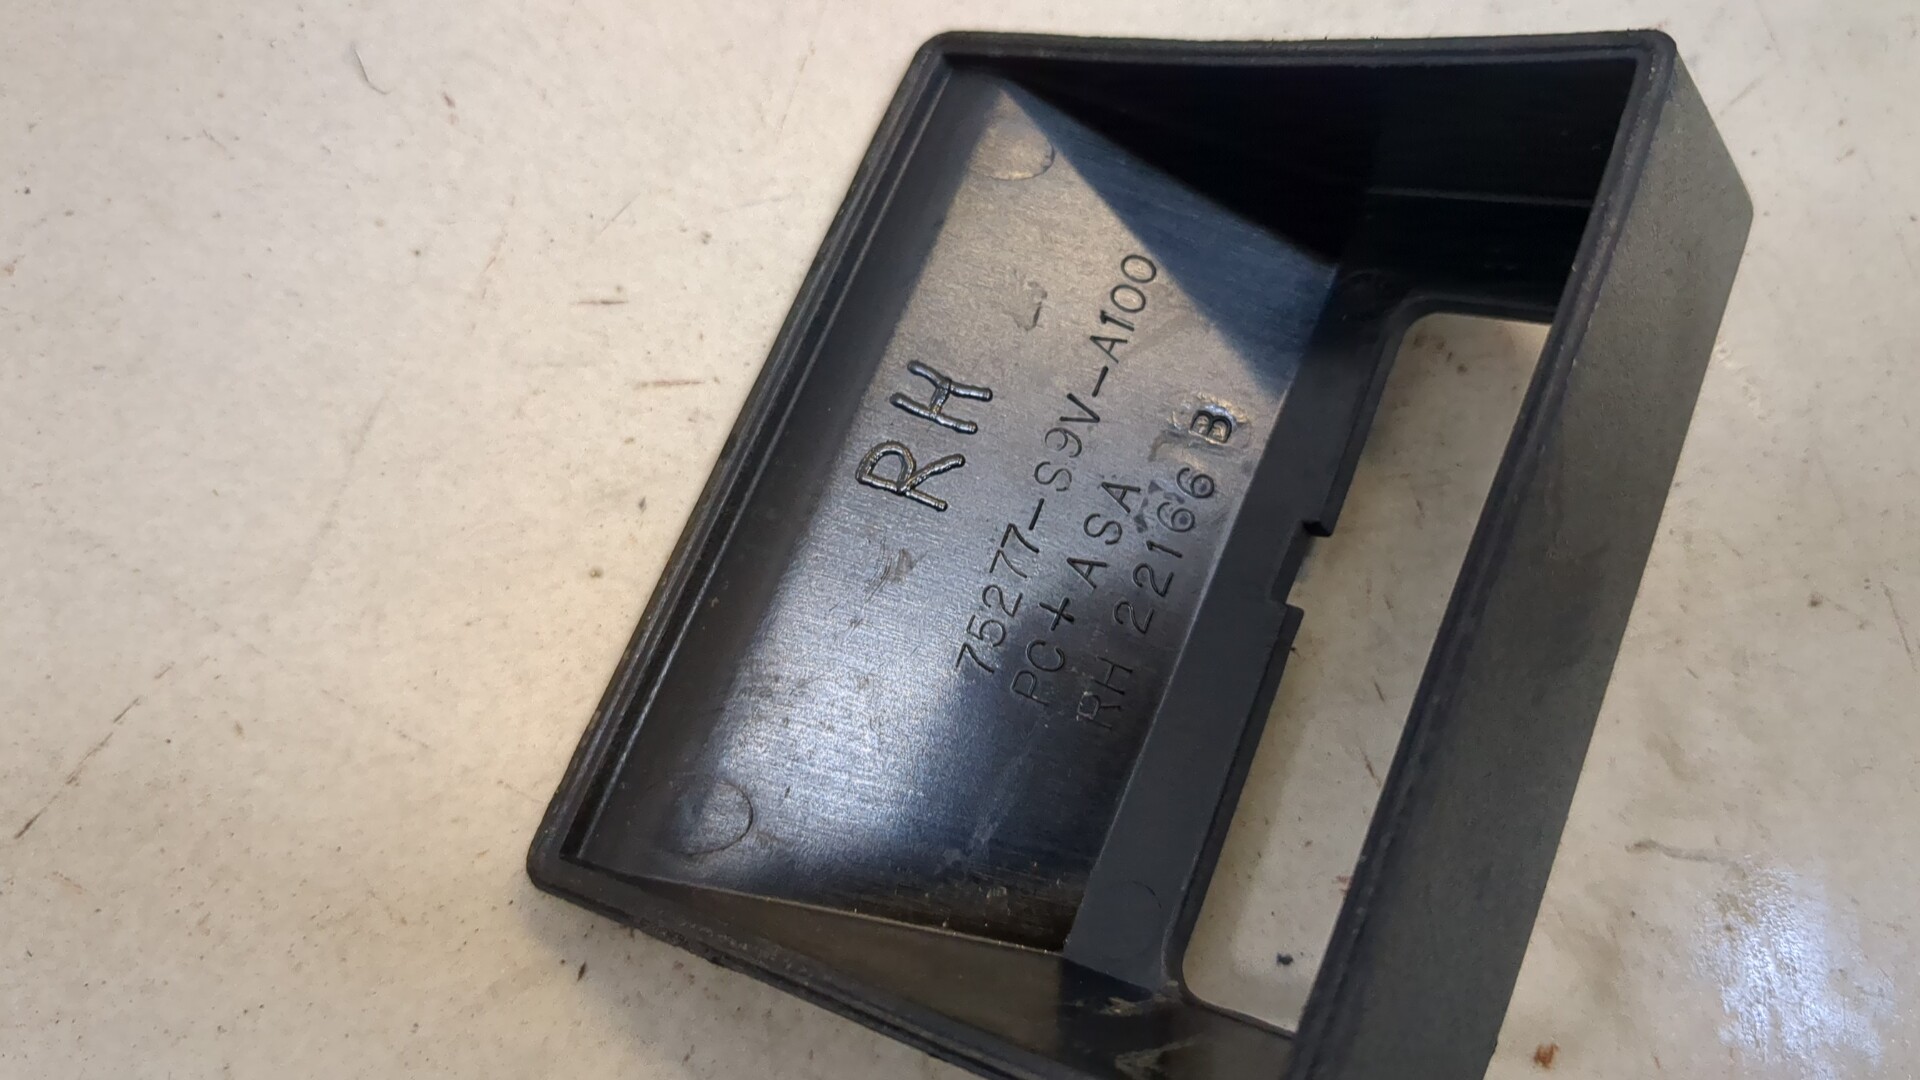 RH
75277-S9V-A100
PC+ASA
RH 22166 B